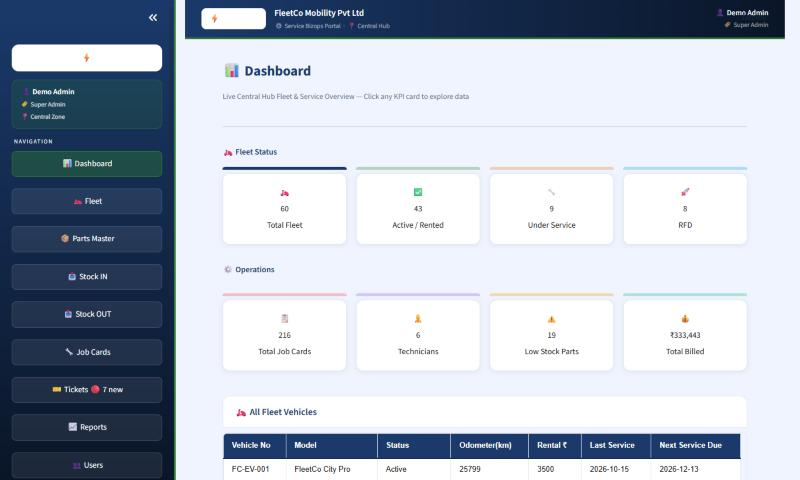 Demo Admin
Super Admin
Central Zone
NAVIGATION
Dashboard
Fleet
Parts Master
Stock IN
Stock OUT
Job Cards
Tickets 7 new
Reports
Users
FleetCo Mobility Pvt Ltd
Service Bizops Portal · Central Hub
Demo Admin
Super Admin
Dashboard
Live Central Hub Fleet & Service Overview — Click any KPI card to explore data
Fleet Status
60
Total Fleet
43
Active / Rented
9
Under Service
8
RFD
Operations
216
Total Job Cards
6
Technicians
19
Low Stock Parts
₹333,443
Total Billed
All Fleet Vehicles
Vehicle No Model Status Odometer(km) Rental ₹ Last Service Next Service Due
FC-EV-001 FleetCo City Pro Active 25799 3500 2026-10-15 2026-12-13